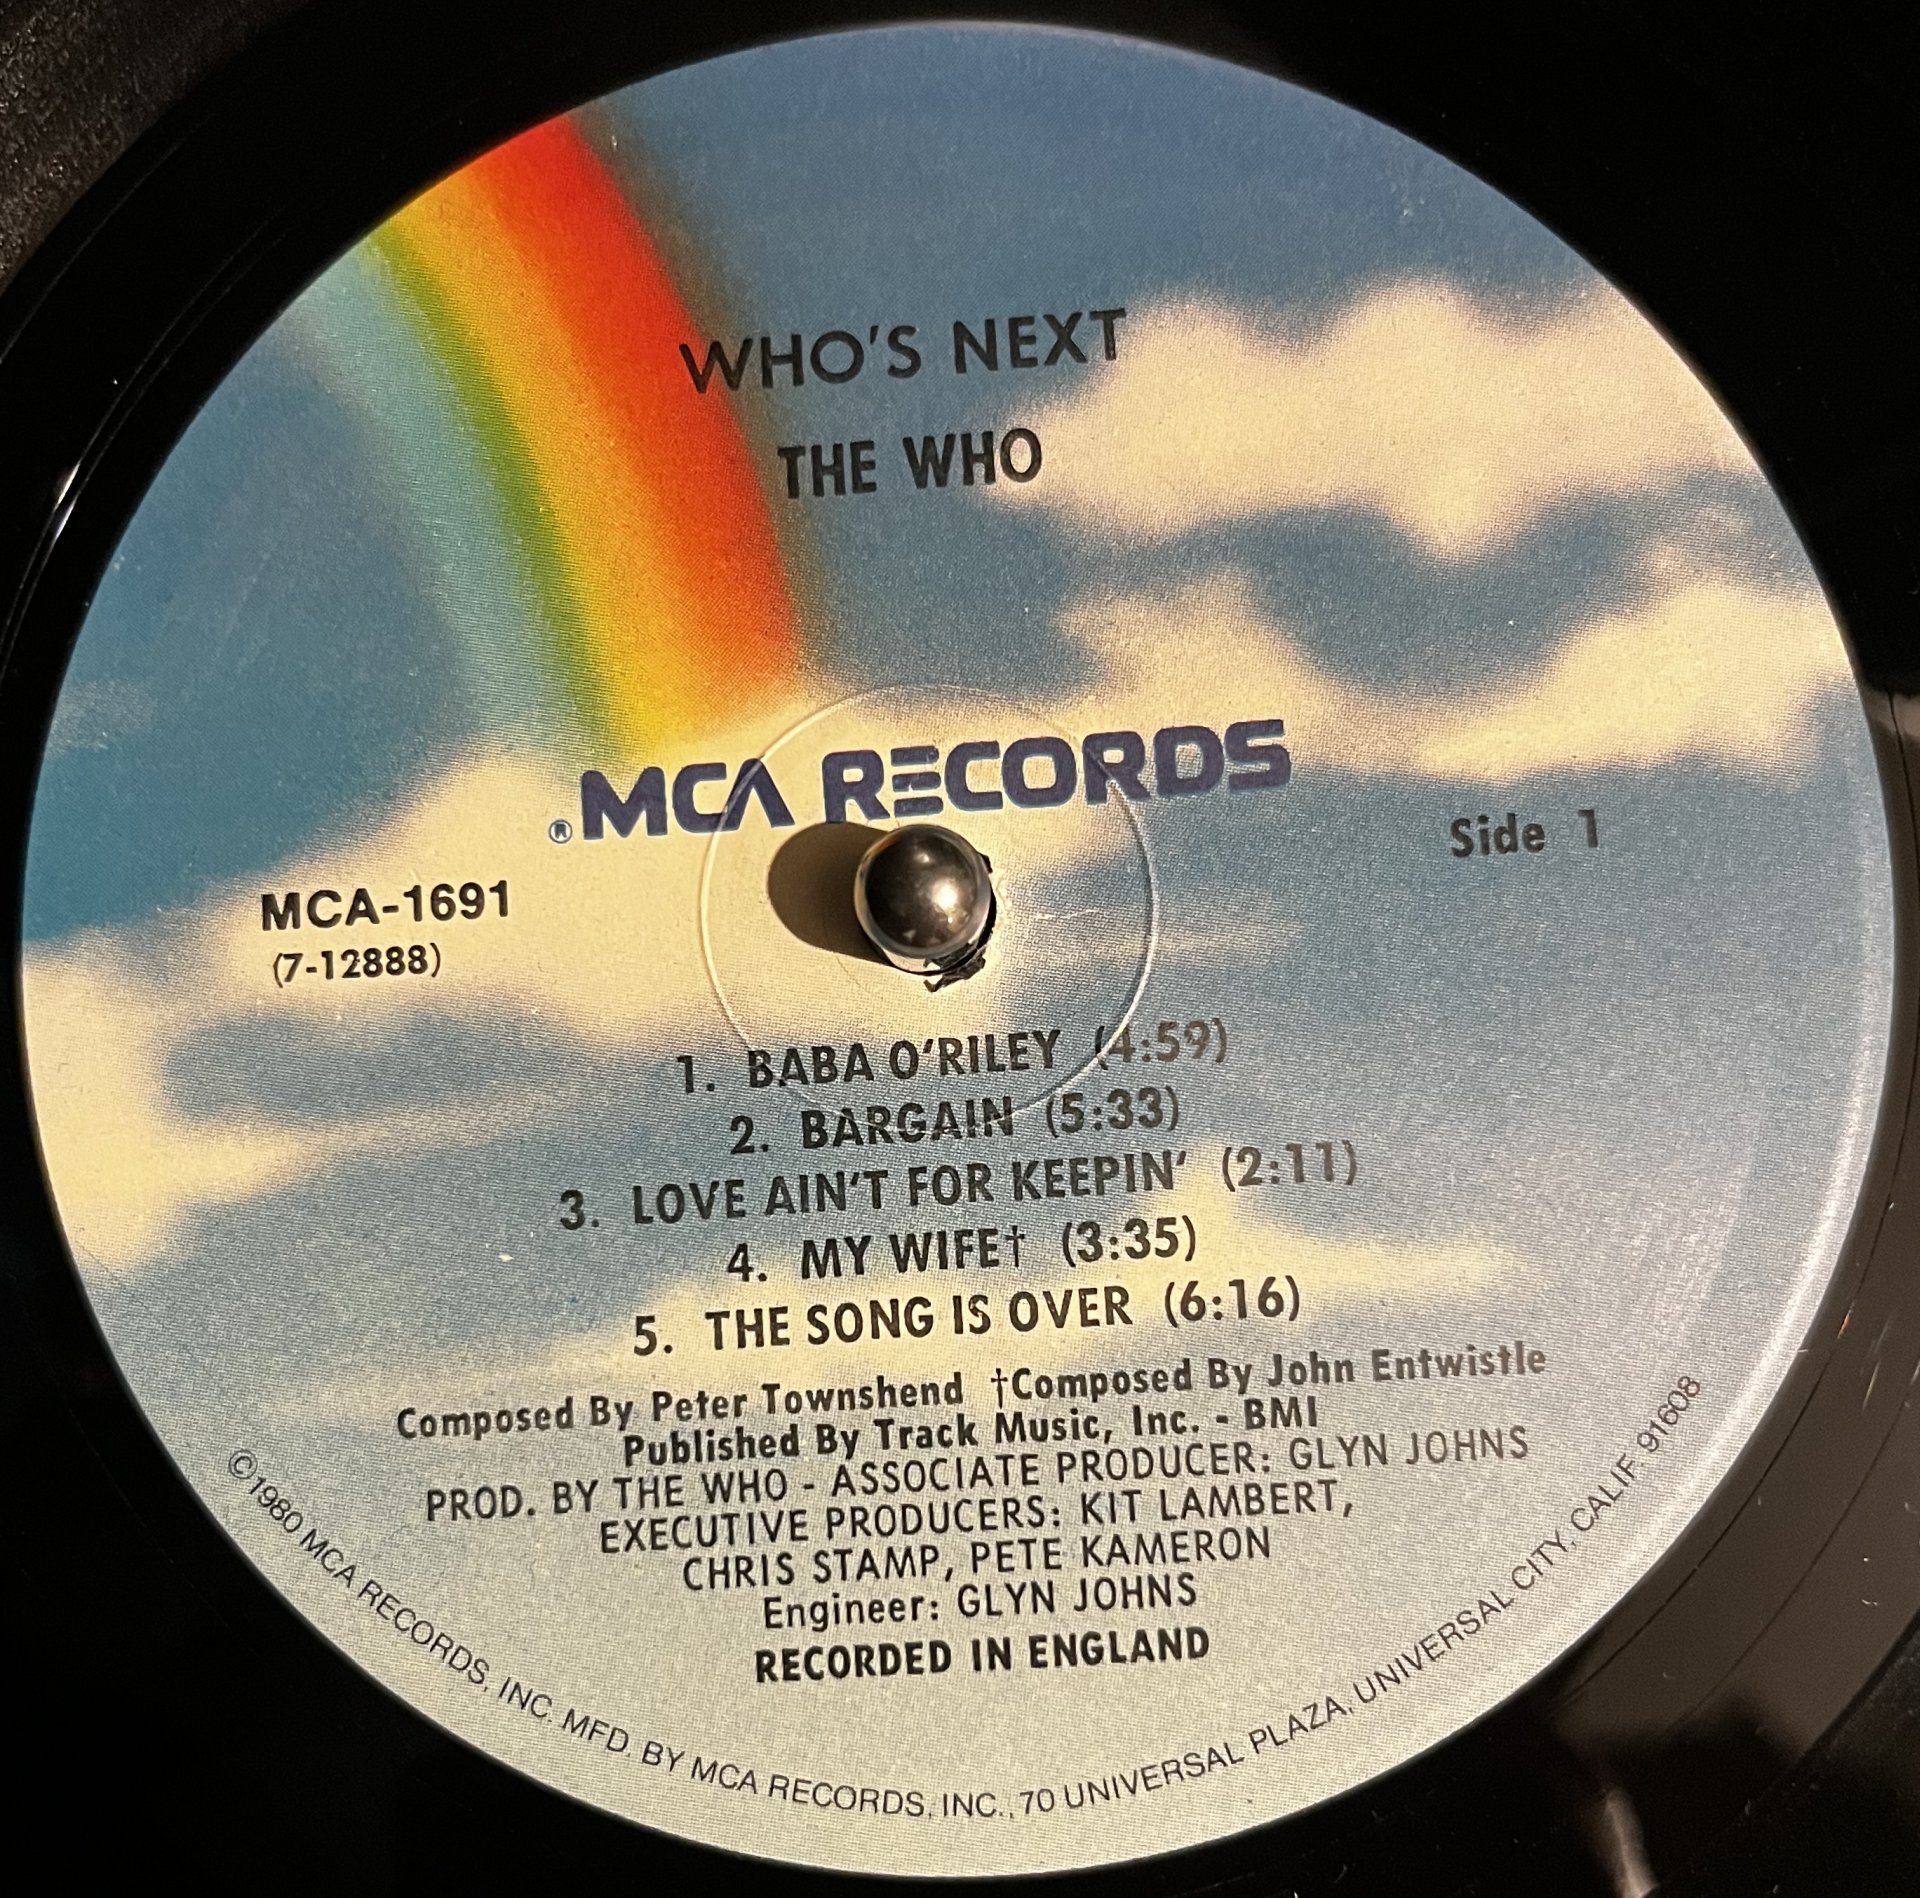 WHO'S NEXT
THE WHO
® MCA RECORDS
Side 1
MCA-1691
(7-12888)
1. BABA O'RILEY (4:59)
2. BARGAIN (5:33)
3. LOVE AIN'T FOR KEEPIN' (2:11)
4. MY WIFE† (3:35)
5. THE SONG IS OVER (6:16)
Composed By Peter Townshend †Composed By John Entwistle
Published By Track Music, Inc. - BMI
PROD. BY THE WHO - ASSOCIATE PRODUCER: GLYN JOHNS
EXECUTIVE PRODUCERS: KIT LAMBERT,
CHRIS STAMP, PETE KAMERON
Engineer: GLYN JOHNS
RECORDED IN ENGLAND
©1980 MCA RECORDS, INC. MFD. BY MCA RECORDS, INC., 70 UNIVERSAL PLAZA, UNIVERSAL CITY, CALIF. 91608